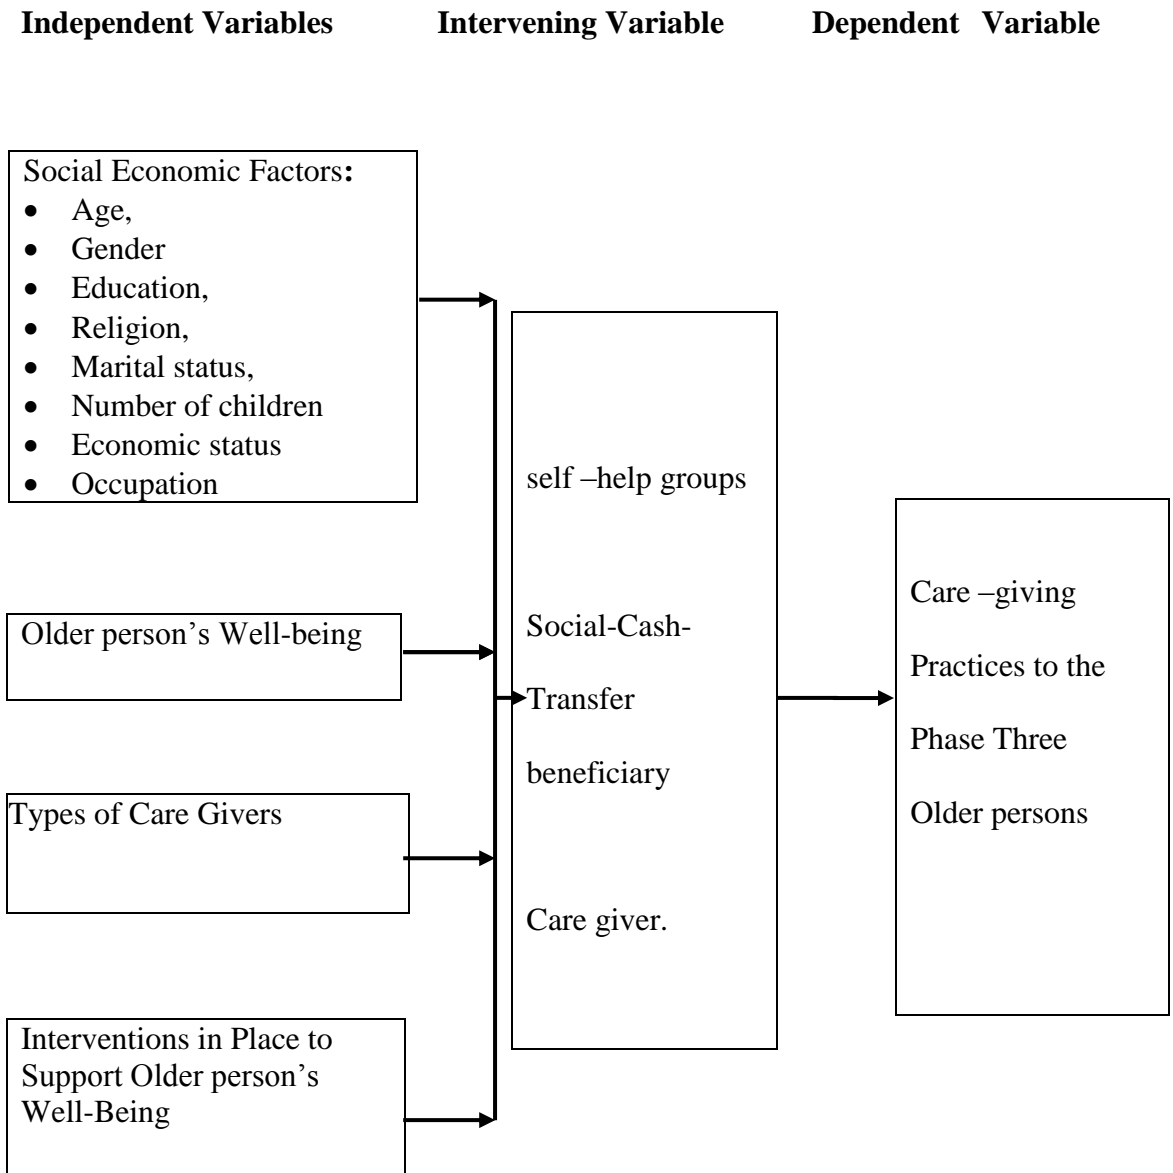 Independent Variables Intervening Variable Dependent Variable
Social Economic Factors:
• Age,
• Gender
• Education,
• Religion,
• Marital status,
• Number of children
• Economic status
• Occupation
Older person’s Well-being
Types of Care Givers
Interventions in Place to
Support Older person’s
Well-Being
self –help groups
Social-Cash-
Transfer
beneficiary
Care giver.
Care –giving
Practices to the
Phase Three
Older persons